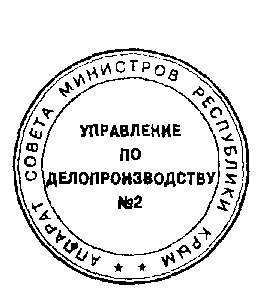 АППАРАТ СОВЕТА МИНИСТРОВ РЕСПУБЛИКИ КРЫМ
УПРАВЛЕНИЕ
ПО
ДЕЛОПРОИЗВОДСТВУ
№2